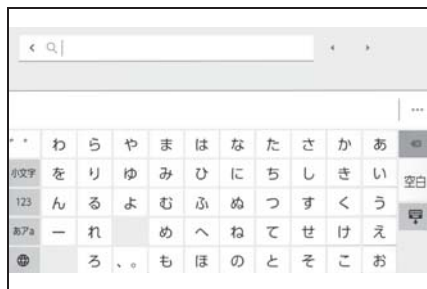 ゛゜ わ ら や ま は な た さ か あ
小文字 を り ゆ み ひ に ち し き い 空白
123 ん る よ む ふ ぬ つ す く う
あアa ー れ め へ ね て せ け え
ろ 、。 も ほ の と そ こ お